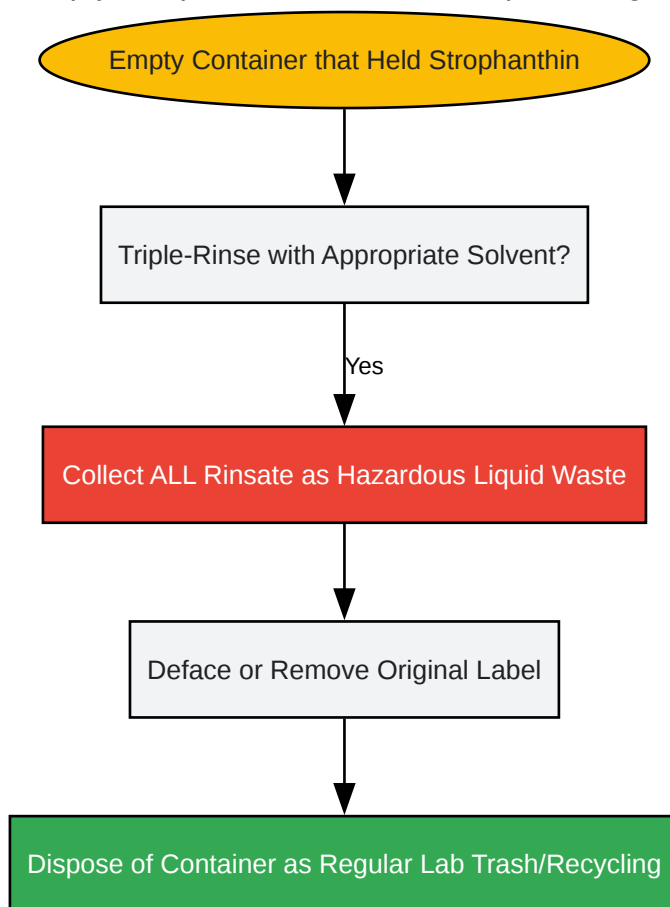 Empty Container that Held Strophanthin
Triple-Rinse with Appropriate Solvent?
Yes
Collect ALL Rinsate as Hazardous Liquid Waste
Deface or Remove Original Label
Dispose of Container as Regular Lab Trash/Recycling